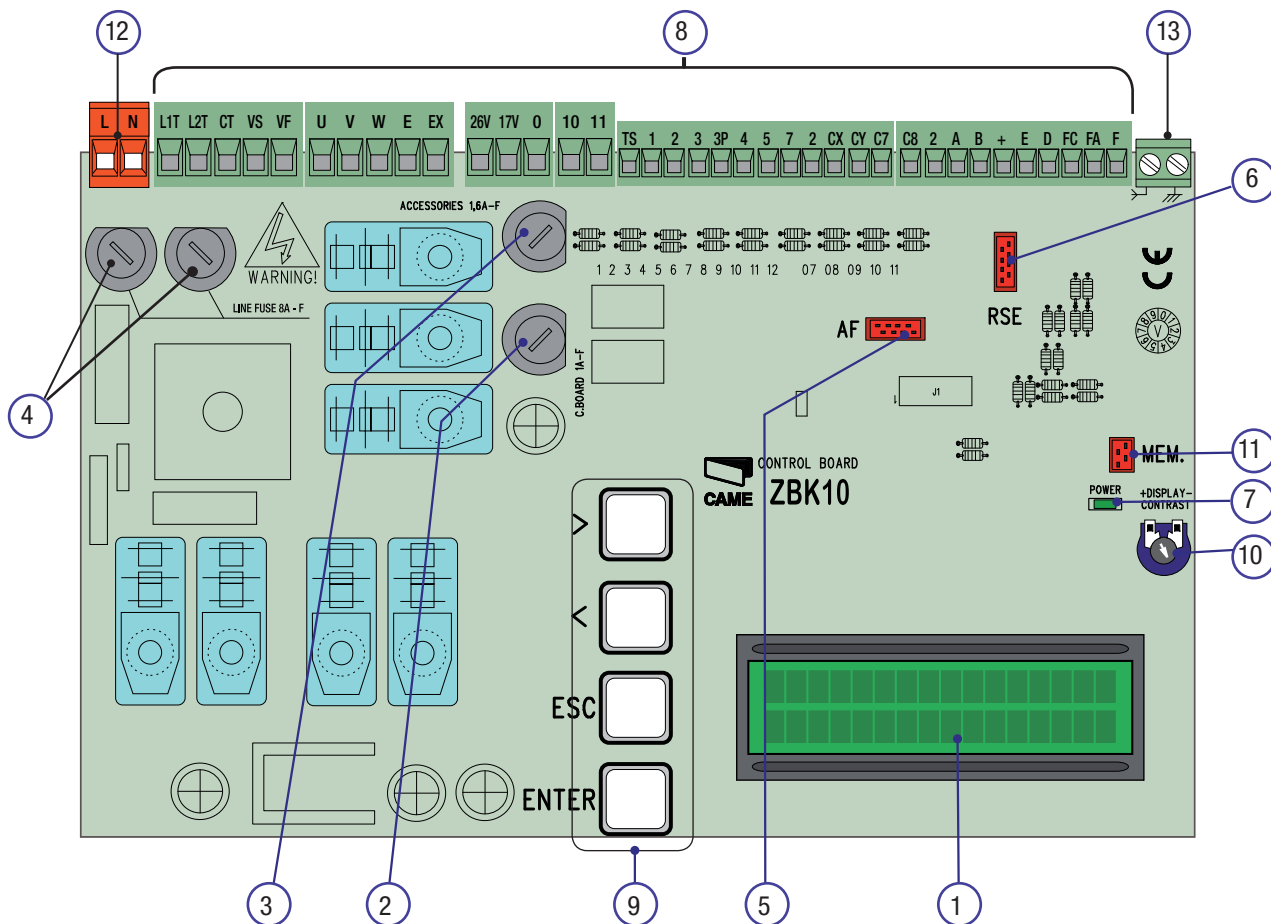 12
8
13
L N
L1T L2T CT VS VF
U V W E EX
26V 17V 0
10 11
TS 1 2 3 3P 4 5 7 2 CX CY C7
C8 2 A B + E D FC FA F
6
ACCESSORIES 1,6A-F
WARNING!
LINE FUSE 8A - F
1 2 3 4 5 6 7 8 9 10 11 12 07 08 09 10 11
RSE
AF
C.BOARD 1A-F
1
J1
4
CONTROL BOARD
CAME
ZBK10
MEM.
11
POWER
+DISPLAY-
CONTRAST
7
10
>
<
ESC
ENTER
3
2
9
5
1